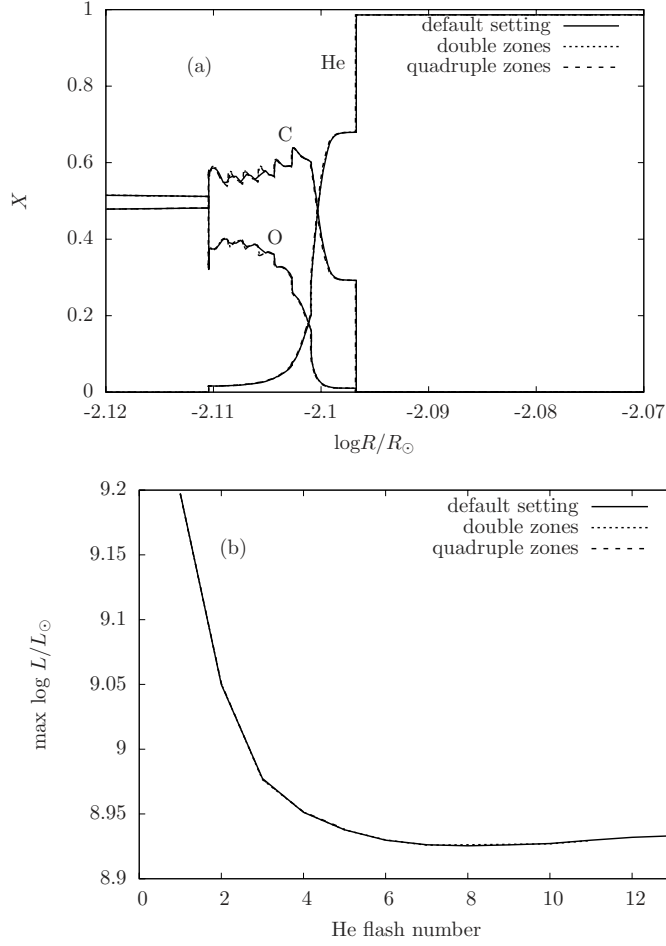 1
default setting
(a)
double zones
He
quadruple zones
0.8
C
0.6
X
0.4
O
0.2
0
-2.12
-2.11
-2.1
-2.09
-2.08
-2.07
logR/R⊙
9.2
default setting
double zones
9.15
(b)
quadruple zones
9.1
max log L/L⊙
9.05
9
8.95
8.9
0
2
4
6
8
10
12
He flash number